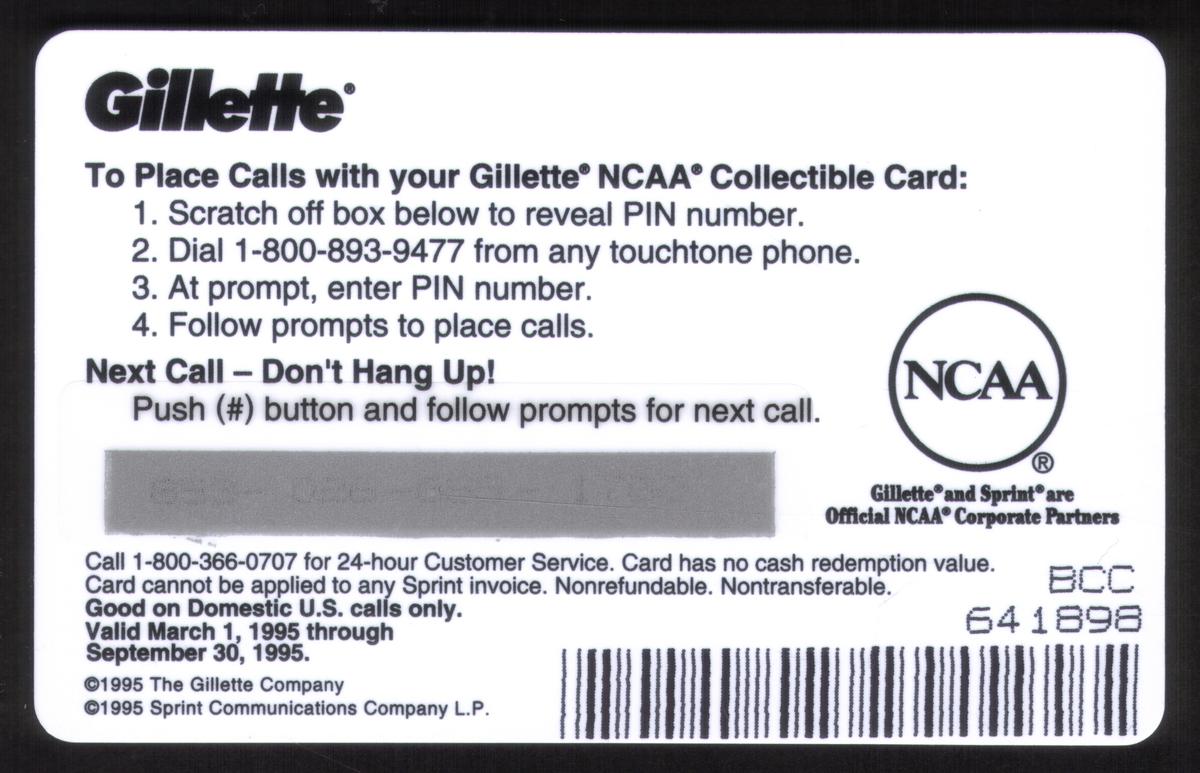 Gillette®
To Place Calls with your Gillette® NCAA® Collectible Card:
1. Scratch off box below to reveal PIN number.
2. Dial 1-800-893-9477 from any touchtone phone.
3. At prompt, enter PIN number.
4. Follow prompts to place calls.
Next Call – Don't Hang Up!
Push (#) button and follow prompts for next call.
NCAA
®
Gillette® and Sprint® are
Official NCAA® Corporate Partners
Call 1-800-366-0707 for 24-hour Customer Service. Card has no cash redemption value.
Card cannot be applied to any Sprint invoice. Nonrefundable. Nontransferable.
Good on Domestic U.S. calls only.
Valid March 1, 1995 through
September 30, 1995.
©1995 The Gillette Company
©1995 Sprint Communications Company L.P.
BCC
641898